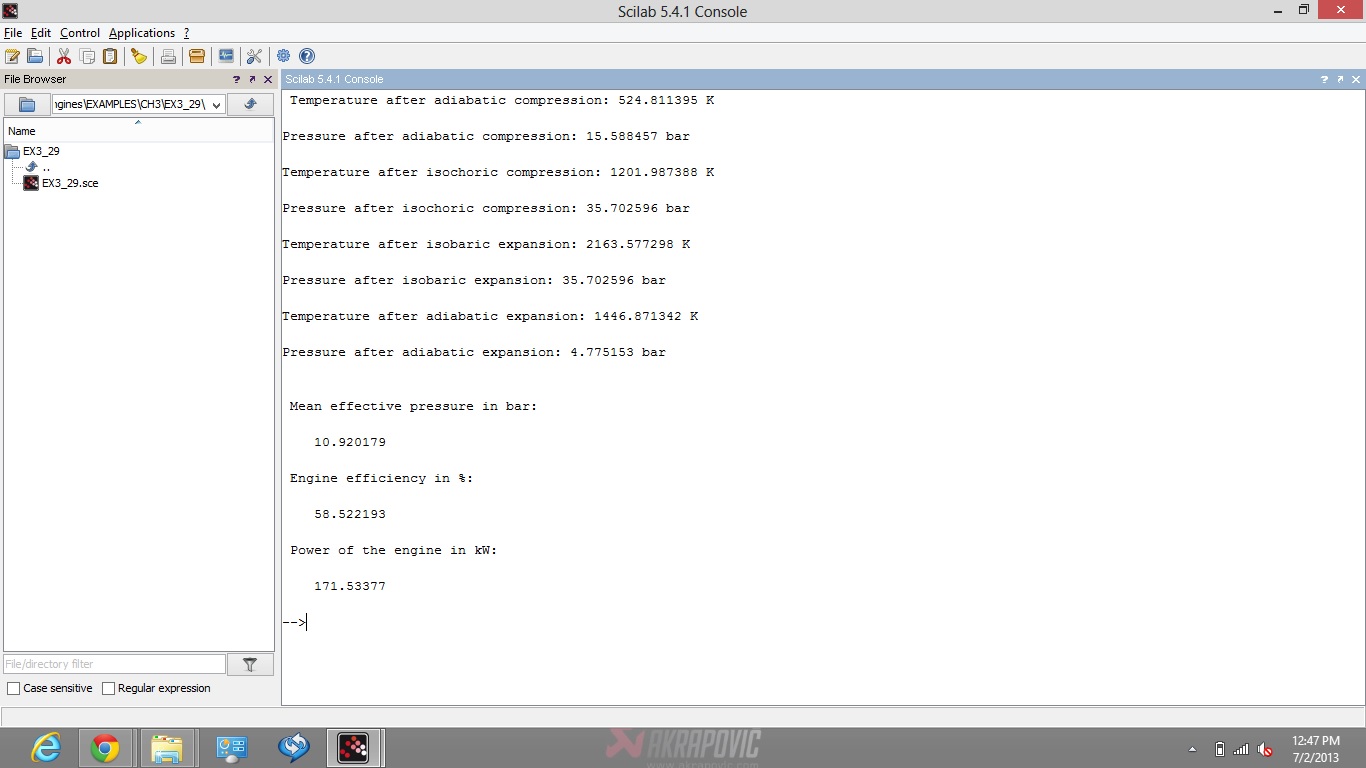 Scilab 5.4.1 Console
File Edit Control Applications ?
File Browser
Scilab 5.4.1 Console
gines\EXAMPLES\CH3\EX3_29\
Name
EX3_29
..
EX3_29.sce
File/directory filter
Case sensitive Regular expression
Temperature after adiabatic compression: 524.811395 K
Pressure after adiabatic compression: 15.588457 bar
Temperature after isochoric compression: 1201.987388 K
Pressure after isochoric compression: 35.702596 bar
Temperature after isobaric expansion: 2163.577298 K
Pressure after isobaric expansion: 35.702596 bar
Temperature after adiabatic expansion: 1446.871342 K
Pressure after adiabatic expansion: 4.775153 bar
Mean effective pressure in bar:
10.920179
Engine efficiency in %:
58.522193
Power of the engine in kW:
171.53377
-->
AKRAPOVIC
www.akrapovic.com
12:47 PM
7/2/2013